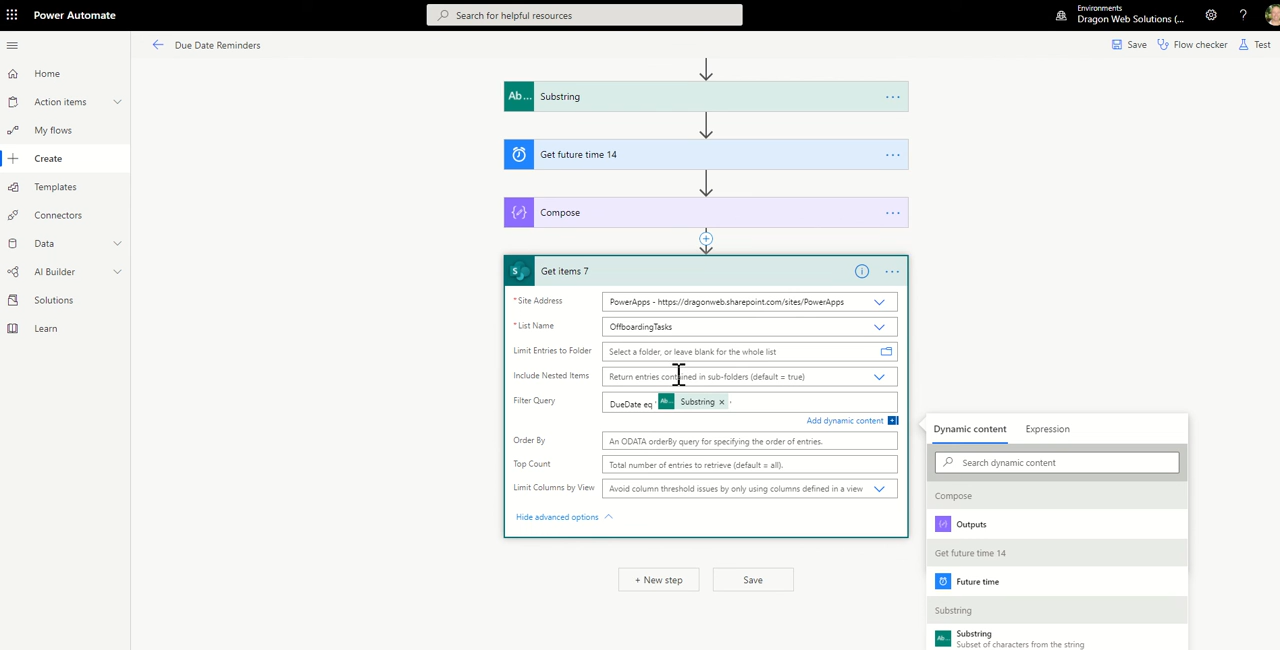 Power Automate
Search for helpful resources
Environments
Dragon Web Solutions (...
?
Due Date Reminders
Save
Flow checker
Test
Home
Action items
My flows
Create
Templates
Connectors
Data
AI Builder
Solutions
Learn
Ab... Substring ...
Get future time 14 ...
Compose ...
S Get items 7 ...
*Site Address PowerApps - https://dragonweb.sharepoint.com/sites/PowerApps
*List Name OffboardingTasks
Limit Entries to Folder Select a folder, or leave blank for the whole list
Include Nested Items Return entries contained in sub-folders (default = true)
Filter Query DueDate eq ' Ab... Substring × '
Add dynamic content
Order By An ODATA orderBy query for specifying the order of entries.
Top Count Total number of entries to retrieve (default = all).
Limit Columns by View Avoid column threshold issues by only using columns defined in a view
Hide advanced options
+ New step Save
Dynamic content Expression
Search dynamic content
Compose
Outputs
Get future time 14
Future time
Substring
Ab... Substring
Subset of characters from the string